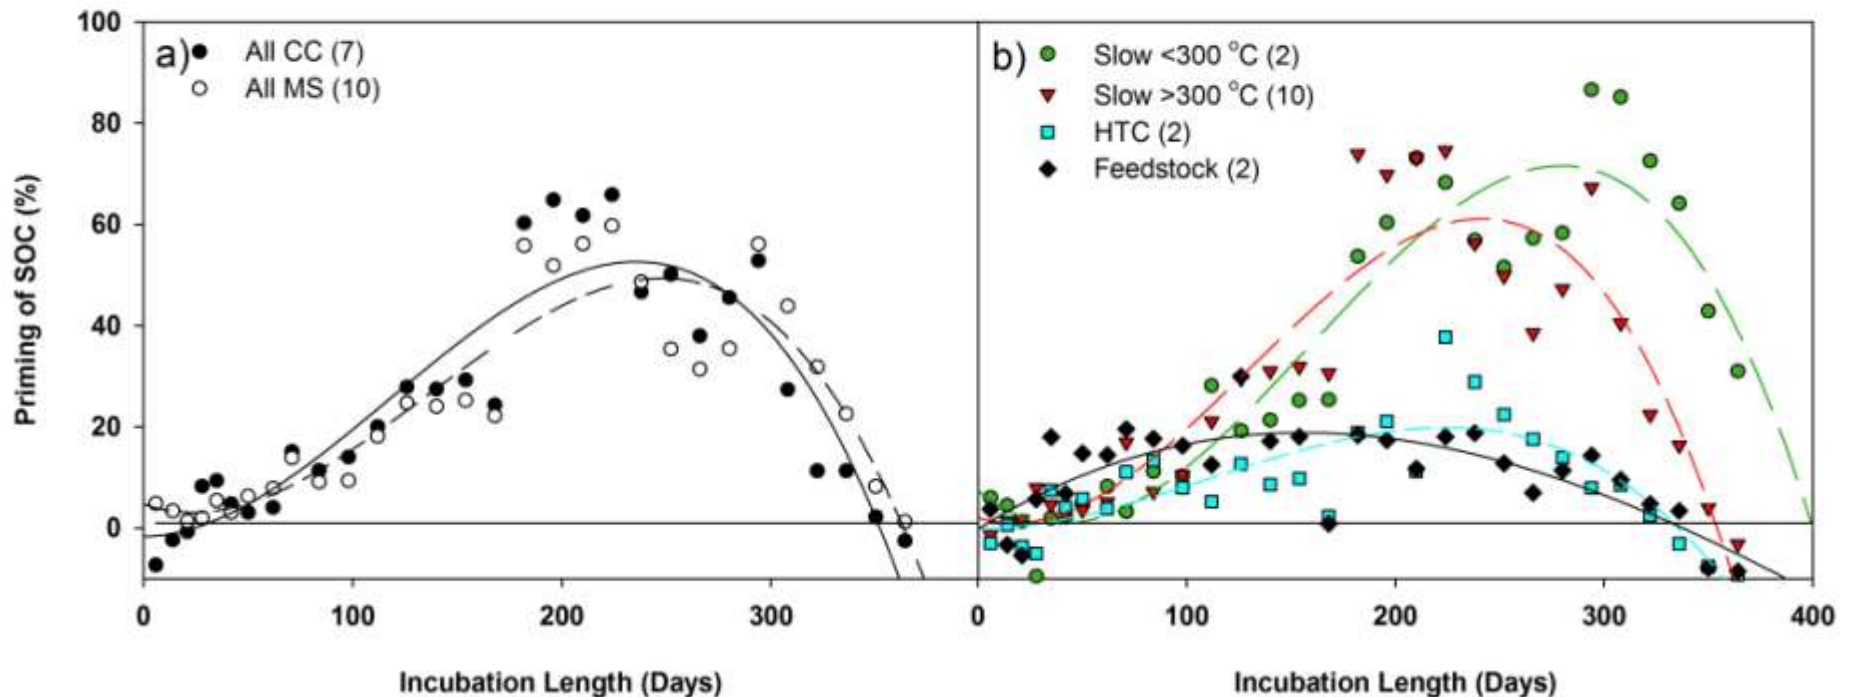 Priming of SOC (%)
100
80
60
40
20
0
a)
All CC (7)
All MS (10)
0
100
200
300
Incubation Length (Days)
b)
Slow <300 °C (2)
Slow >300 °C (10)
HTC (2)
Feedstock (2)
0
100
200
300
400
Incubation Length (Days)